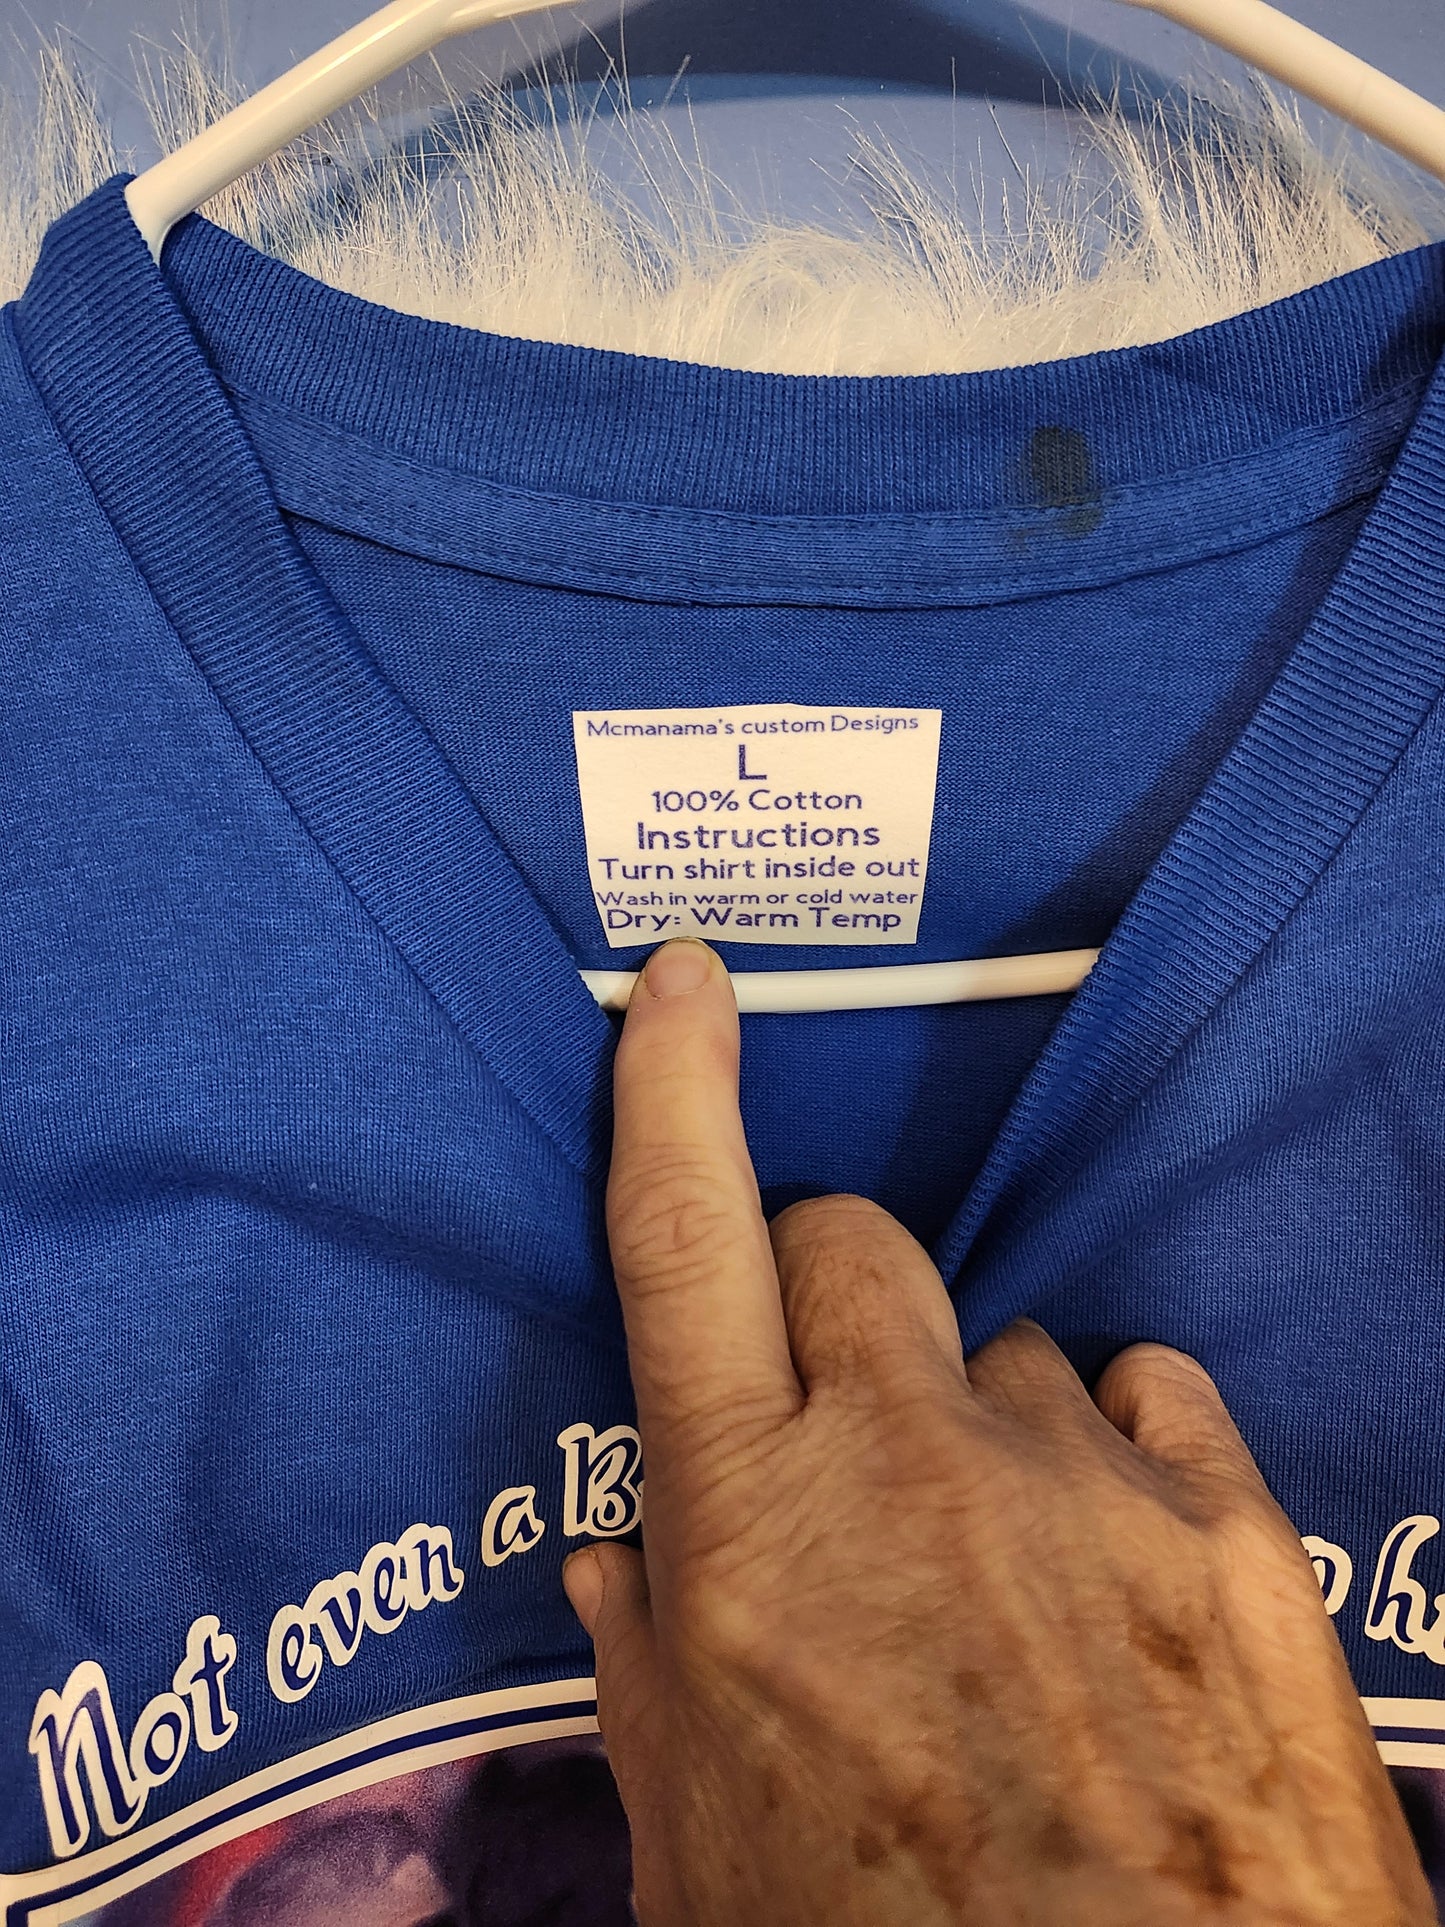 Mcmanama's custom Designs
L
100% Cotton
Instructions
Turn shirt inside out
Wash in warm or cold water
Dry: Warm Temp
Not even a